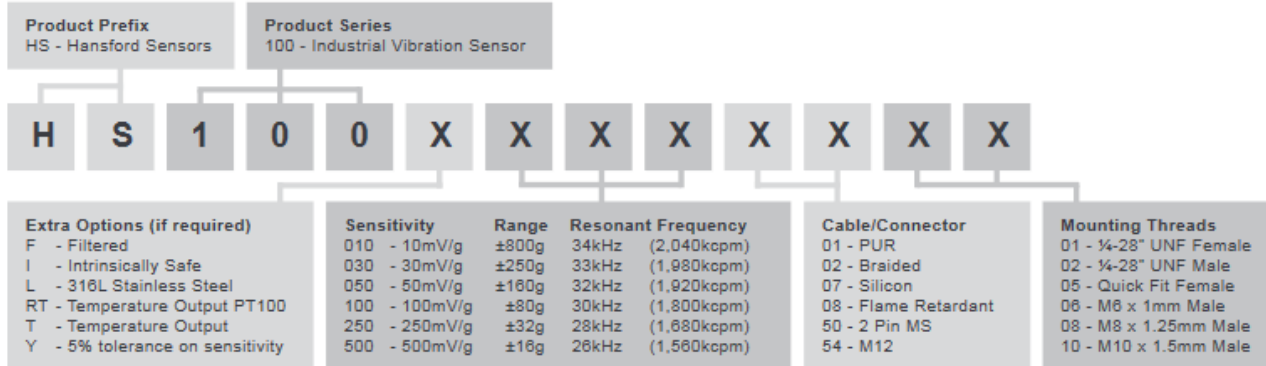 Product Prefix
HS - Hansford Sensors
Product Series
100 - Industrial Vibration Sensor
H S 1 0 0 X X X X X X X X
Extra Options (if required)
F - Filtered
I - Intrinsically Safe
L - 316L Stainless Steel
RT - Temperature Output PT100
T - Temperature Output
Y - 5% tolerance on sensitivity
Sensitivity Range Resonant Frequency
010 - 10mV/g ±800g 34kHz (2,040kcpm)
030 - 30mV/g ±250g 33kHz (1,980kcpm)
050 - 50mV/g ±160g 32kHz (1,920kcpm)
100 - 100mV/g ±80g 30kHz (1,800kcpm)
250 - 250mV/g ±32g 28kHz (1,680kcpm)
500 - 500mV/g ±16g 26kHz (1,560kcpm)
Cable/Connector
01 - PUR
02 - Braided
07 - Silicon
08 - Flame Retardant
50 - 2 Pin MS
54 - M12
Mounting Threads
01 - ¼-28" UNF Female
02 - ¼-28" UNF Male
05 - Quick Fit Female
06 - M6 x 1mm Male
08 - M8 x 1.25mm Male
10 - M10 x 1.5mm Male